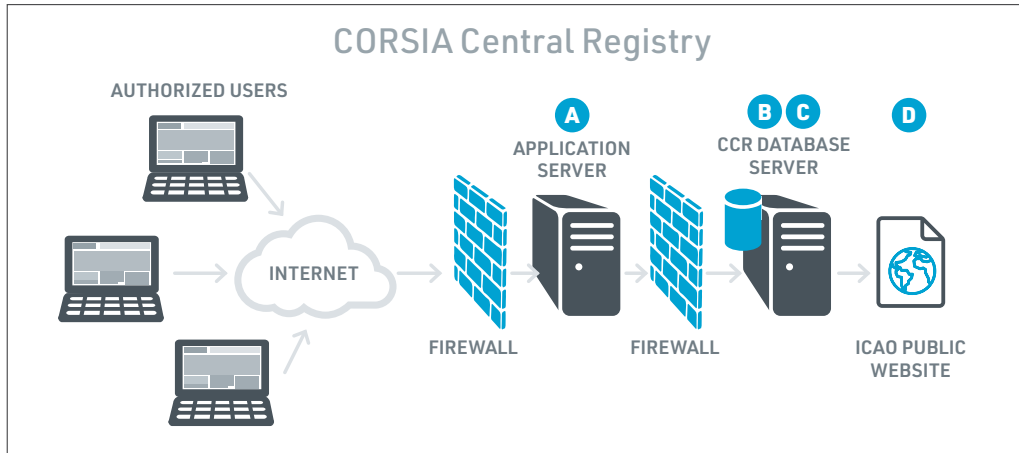 CORSIA Central Registry
AUTHORIZED USERS
INTERNET
FIREWALL
A
APPLICATION
SERVER
FIREWALL
B C
CCR DATABASE
SERVER
D
ICAO PUBLIC
WEBSITE